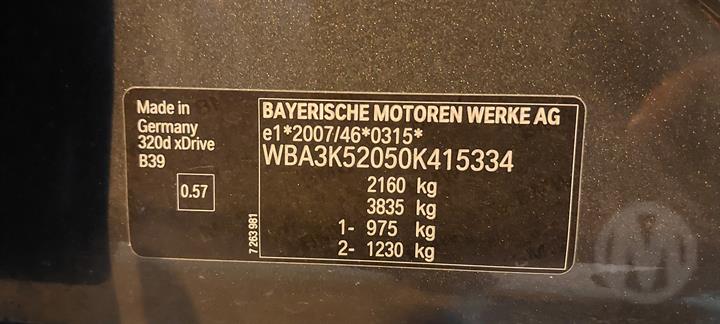 Made in
Germany
320d xDrive
B39
0.57
7 263 981
BAYERISCHE MOTOREN WERKE AG
e1*2007/46*0315*
WBA3K52050K415334
2160 kg
3835 kg
1- 975 kg
2- 1230 kg